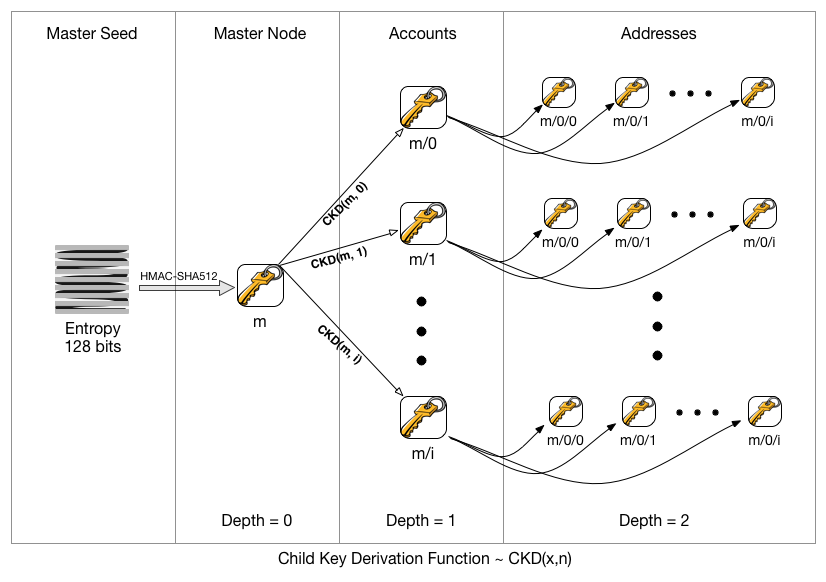 Master Seed
Master Node
Accounts
Addresses
m/0/0
m/0/1
m/0/i
m/0
CKD(m, 0)
m/0/0
m/0/1
m/0/i
CKD(m, 1)
m/1
HMAC-SHA512
m
Entropy
128 bits
CKD(m, i)
m/0/0
m/0/1
m/0/i
m/i
Depth = 0
Depth = 1
Depth = 2
Child Key Derivation Function ~ CKD(x,n)